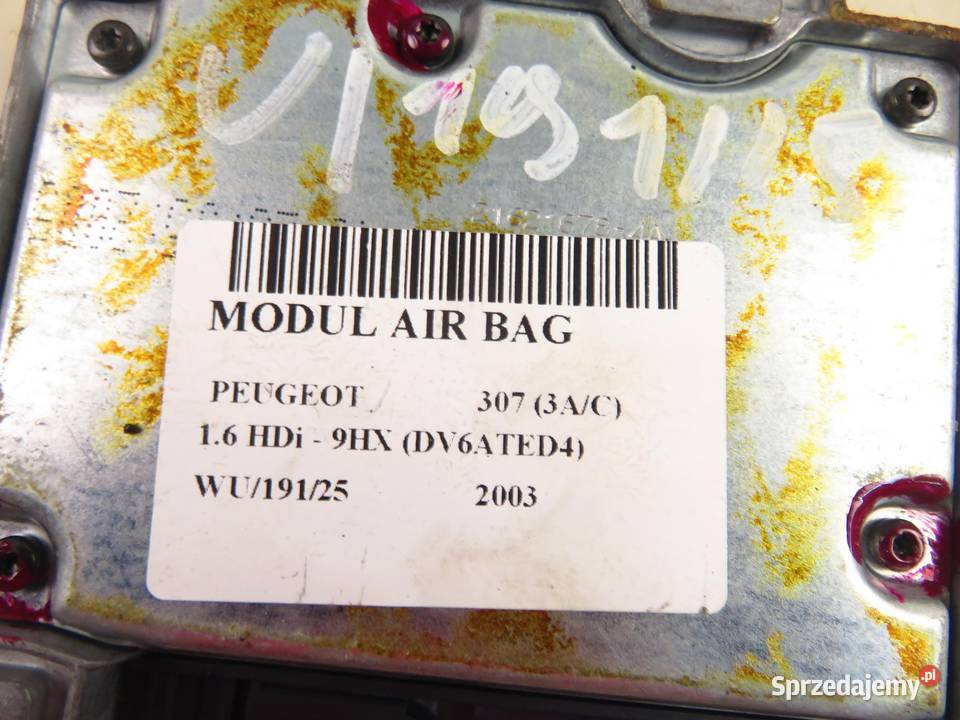 MODUL AIR BAG
PEUGEOT 307 (3A/C)
1.6 HDi - 9HX (DV6ATED4)
WU/191/25 2003
Sprzedajemy.pl